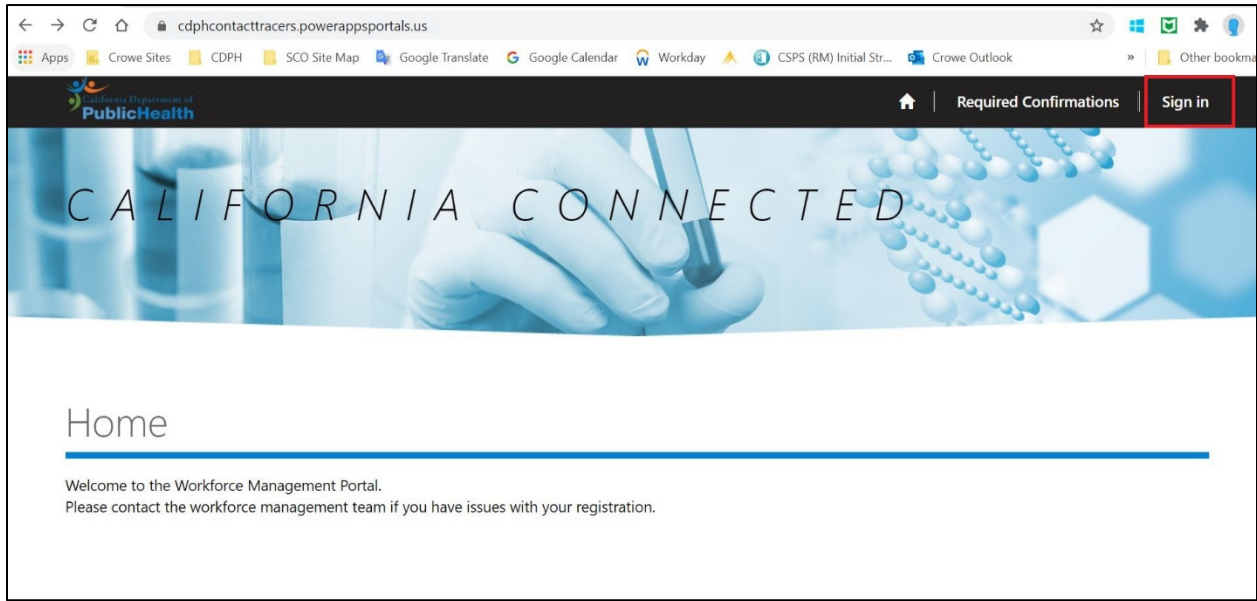 cdphcontacttracers.powerappsportals.us
Apps Crowe Sites CDPH SCO Site Map Google Translate Google Calendar Workday CSPS (RM) Initial Str... Crowe Outlook » Other bookma
California Department of
PublicHealth
Required Confirmations Sign in
CALIFORNIA CONNECTED
Home
Welcome to the Workforce Management Portal.
Please contact the workforce management team if you have issues with your registration.